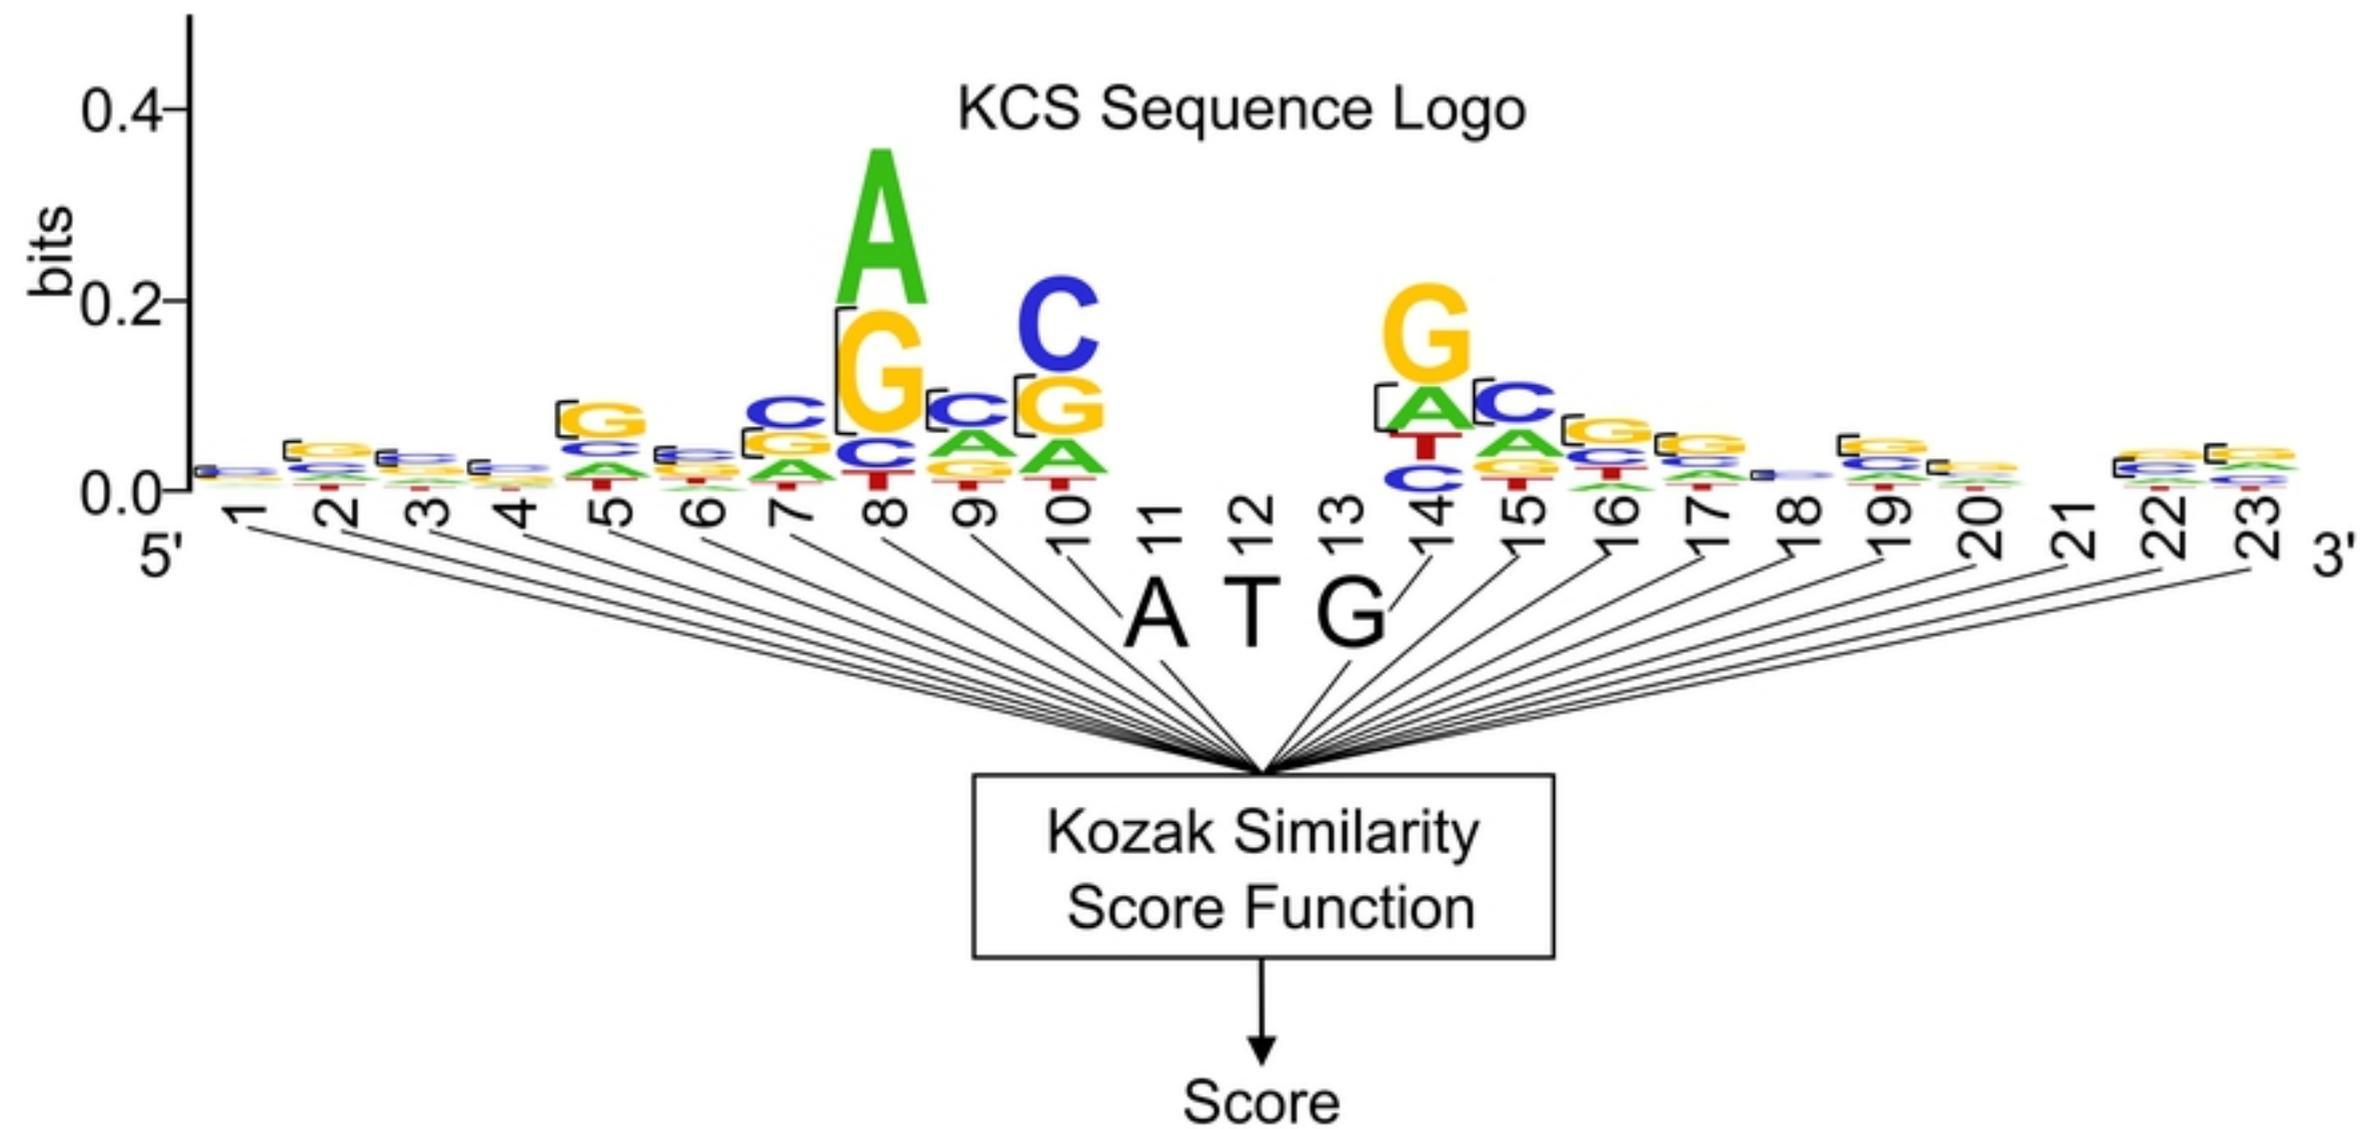 KCS Sequence Logo
bits
0.4
0.2
0.0
A
G
C
T
C
A
G
T
C
G
A
T
G
A
T
C
C
A
G
T
G
C
T
A
G
C
A
T
G
C
A
T
C
G
A
T
1 2 3 4 5 6 7 8 9 10 11 12 13 14 15 16 17 18 19 20 21 22 23
5' 3'
A T G
Kozak Similarity
Score Function
Score